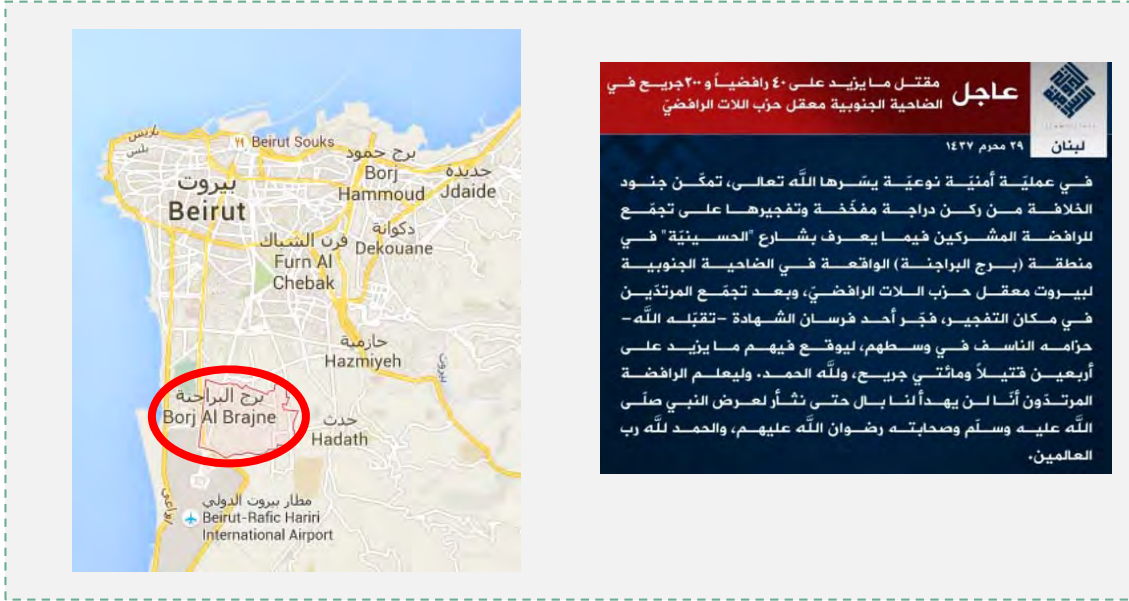 باريس
بلس
Beirut Souks
برج حمود
Borj
Hammoud
جديدة
Jdaide
بيروت
Beirut
دكوانة
Dekouane
فرن الشباك
Furn Al
Chebak
حازمية
Hazmiyeh
برج البراجنة
Borj Al Brajne
حدث
Hadath
مطار بيروت الدولي
Beirut-Rafic Hariri
International Airport
عاجل
مقتل ما يزيد على ٤٠ رافضياً و ٢٠٠ جريح في
الضاحية الجنوبية معقل حزب اللات الرافضيّ
لبنان
٢٩ محرم ١٤٣٧
في عمليّة أمنيّة نوعيّة يسّرها اللّه تعالى، تمكّن جنود
الخلافة من ركن دراجة مفخّخة وتفجيرها على تجمّع
للرافضة المشركين فيما يعرف بشارع "الحسينيّة" في
منطقة (برج البراجنة) الواقعة في الضاحية الجنوبية
لبيروت معقل حزب اللات الرافضيّ، وبعد تجمّع المرتدّين
في مكان التفجير، فجّر أحد فرسان الشهادة -تقبّله اللّه-
حزامه الناسف في وسطهم، ليوقع فيهم ما يزيد على
أربعين قتيلاً ومائتي جريح، وللّه الحمد. وليعلم الرافضة
المرتدّون أنّا لن يهدأ لنا بال حتى نثأر لعرض النبي صلّى
اللّه عليه وسلّم وصحابته رضوان اللّه عليهم، والحمد للّه رب
العالمين.